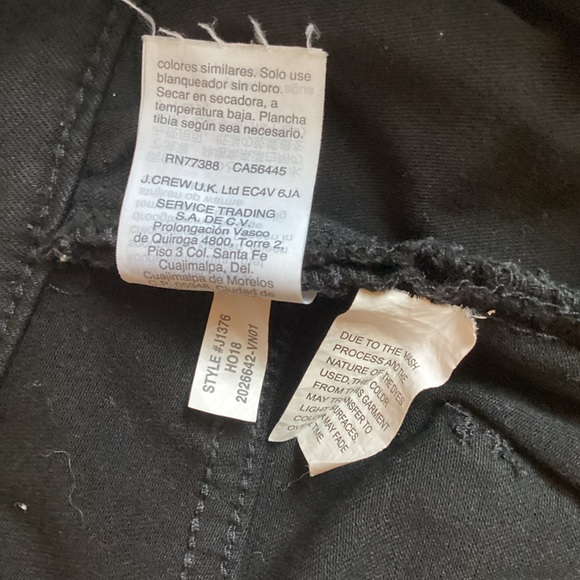 colores similares. Solo use
blanqueador sin cloro.
Secar en secadora, a
temperatura baja. Plancha
tibia según sea necesario.
RN77388 CA56445
J.CREW U.K. Ltd EC4V 6JA
SERVICE TRADING
S.A. DE C.V.
Prolongación Vasco
de Quiroga 4800, Torre 2,
Piso 3 Col. Santa Fe
Cuajimalpa, Del.
Cuajimalpa de Morelos
C.P. 05348, Ciudad de
STYLE #J1376
HO18
2026642-VN01
DUE TO THE WASH
PROCESS AND THE
NATURE OF THE DYES
USED, THE COLOR
FROM THIS GARMENT
MAY TRANSFER TO
LIGHT SURFACES.
COLOR MAY FADE
OVER TIME.